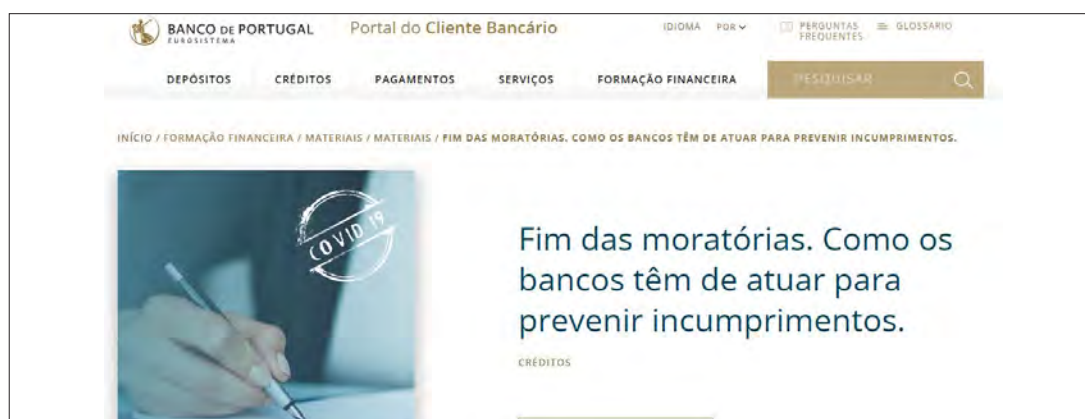 BANCO DE PORTUGAL
EUROSISTEMA
Portal do Cliente Bancário
IDIOMA POR
PERGUNTAS
FREQUENTES
GLOSSÁRIO
DEPÓSITOS CRÉDITOS PAGAMENTOS SERVIÇOS FORMAÇÃO FINANCEIRA PESQUISAR
INÍCIO / FORMAÇÃO FINANCEIRA / MATERIAIS / MATERIAIS / FIM DAS MORATÓRIAS. COMO OS BANCOS TÊM DE ATUAR PARA PREVENIR INCUMPRIMENTOS.
COVID 19
Fim das moratórias. Como os
bancos têm de atuar para
prevenir incumprimentos.
CRÉDITOS